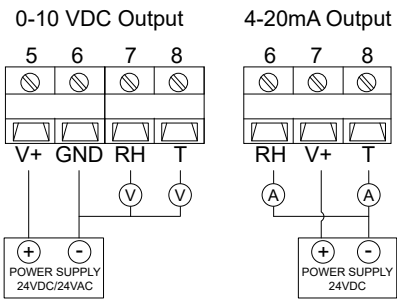 0-10 VDC Output
4-20mA Output
5 6 7 8
6 7 8
V+ GND RH T
RH V+ T
V V
A A
+ -
+ -
POWER SUPPLY
24VDC/24VAC
POWER SUPPLY
24VDC